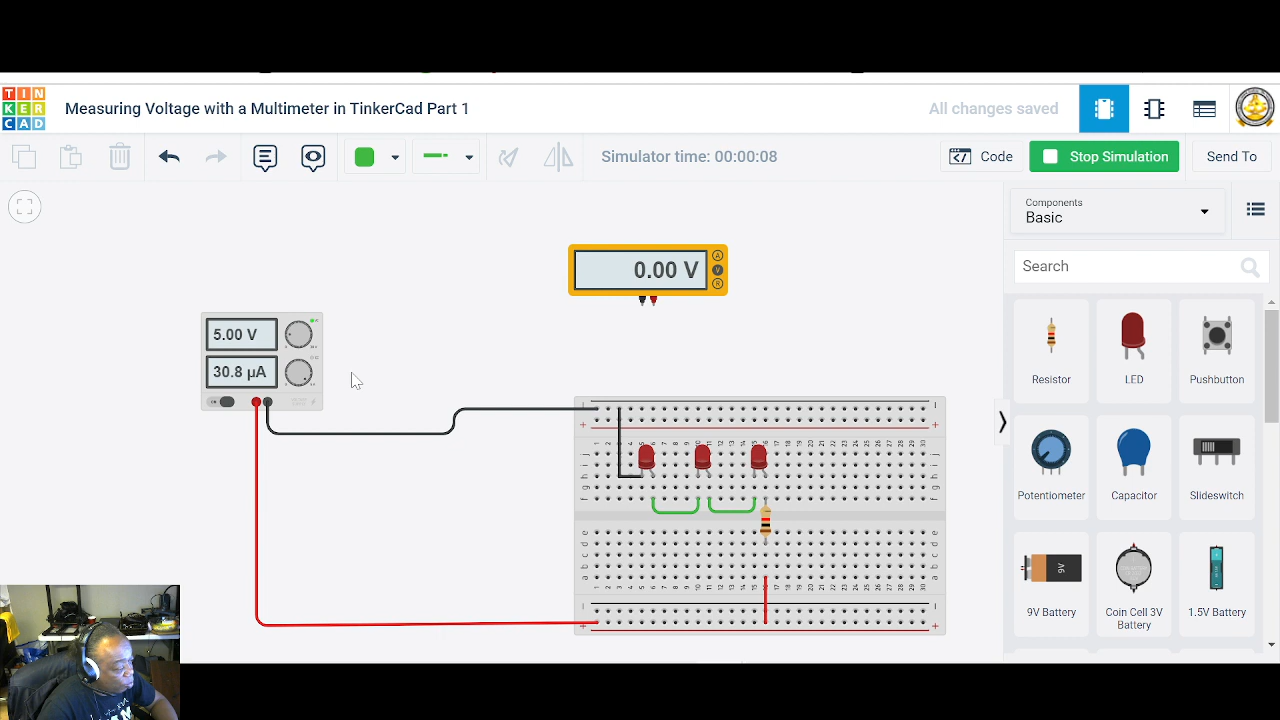 TIN
KER
CAD
Measuring Voltage with a Multimeter in TinkerCad Part 1
All changes saved
Simulator time: 00:00:08
Code
Stop Simulation
Send To
Components
Basic
Search
0.00 V
A
V
R
5.00 V
30.8 µA
Resistor
LED
Pushbutton
Potentiometer
Capacitor
Slideswitch
9V
9V Battery
Coin Cell 3V
Battery
1.5V Battery